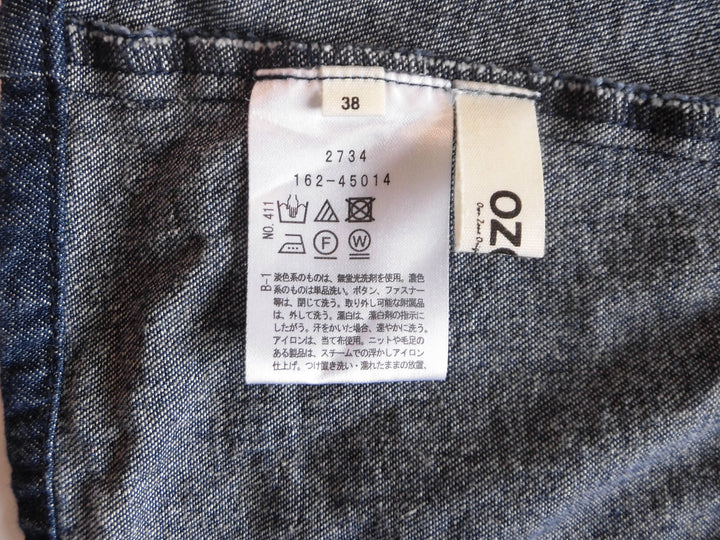 38
2734
162-45014
NO. 411
F
W
B-1
淡色系のものは、無蛍光洗剤を使用。濃色
系のものは単品洗い。ボタン、ファスナー
等は、閉じて洗う。取り外し可能な附属品
は、外して洗う。漂白は、漂白剤の指示に
したがう。汗をかいた場合、速やかに洗う。
アイロンは、当て布使用。ニットや毛足の
ある製品は、スチームでの浮かしアイロン
仕上げ。つけ置き洗い・濡れたままの放置、
OZO